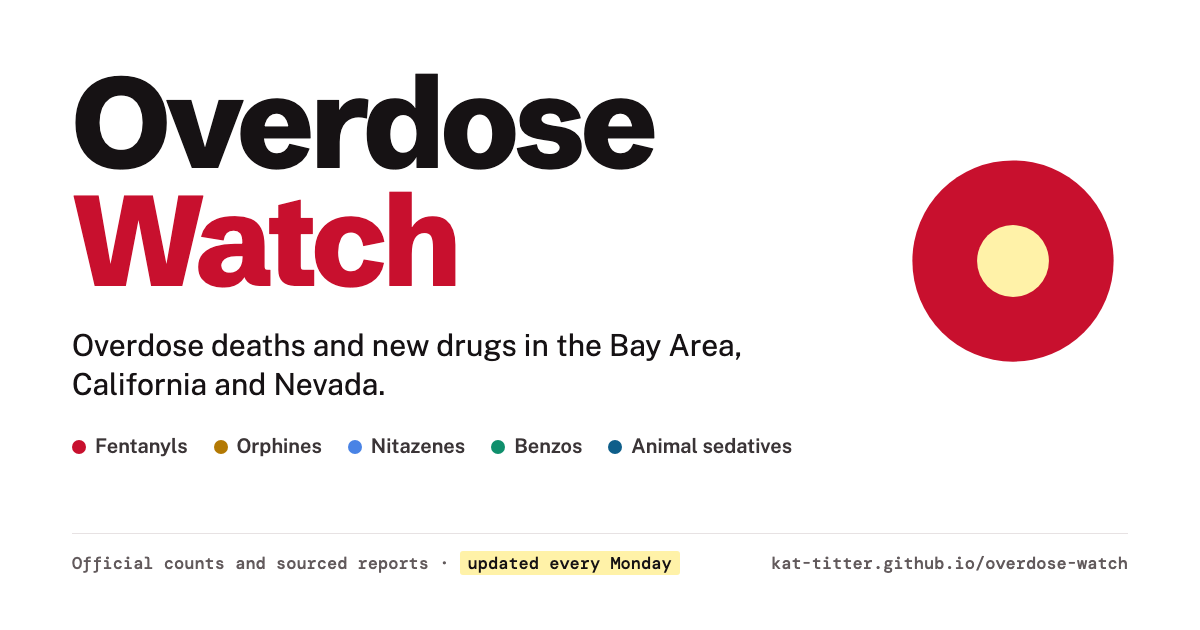 Overdose
Watch
Overdose deaths and new drugs in the Bay Area,
California and Nevada.
Fentanyls Orphines Nitazenes Benzos Animal sedatives
Official counts and sourced reports · updated every Monday kat-titter.github.io/overdose-watch